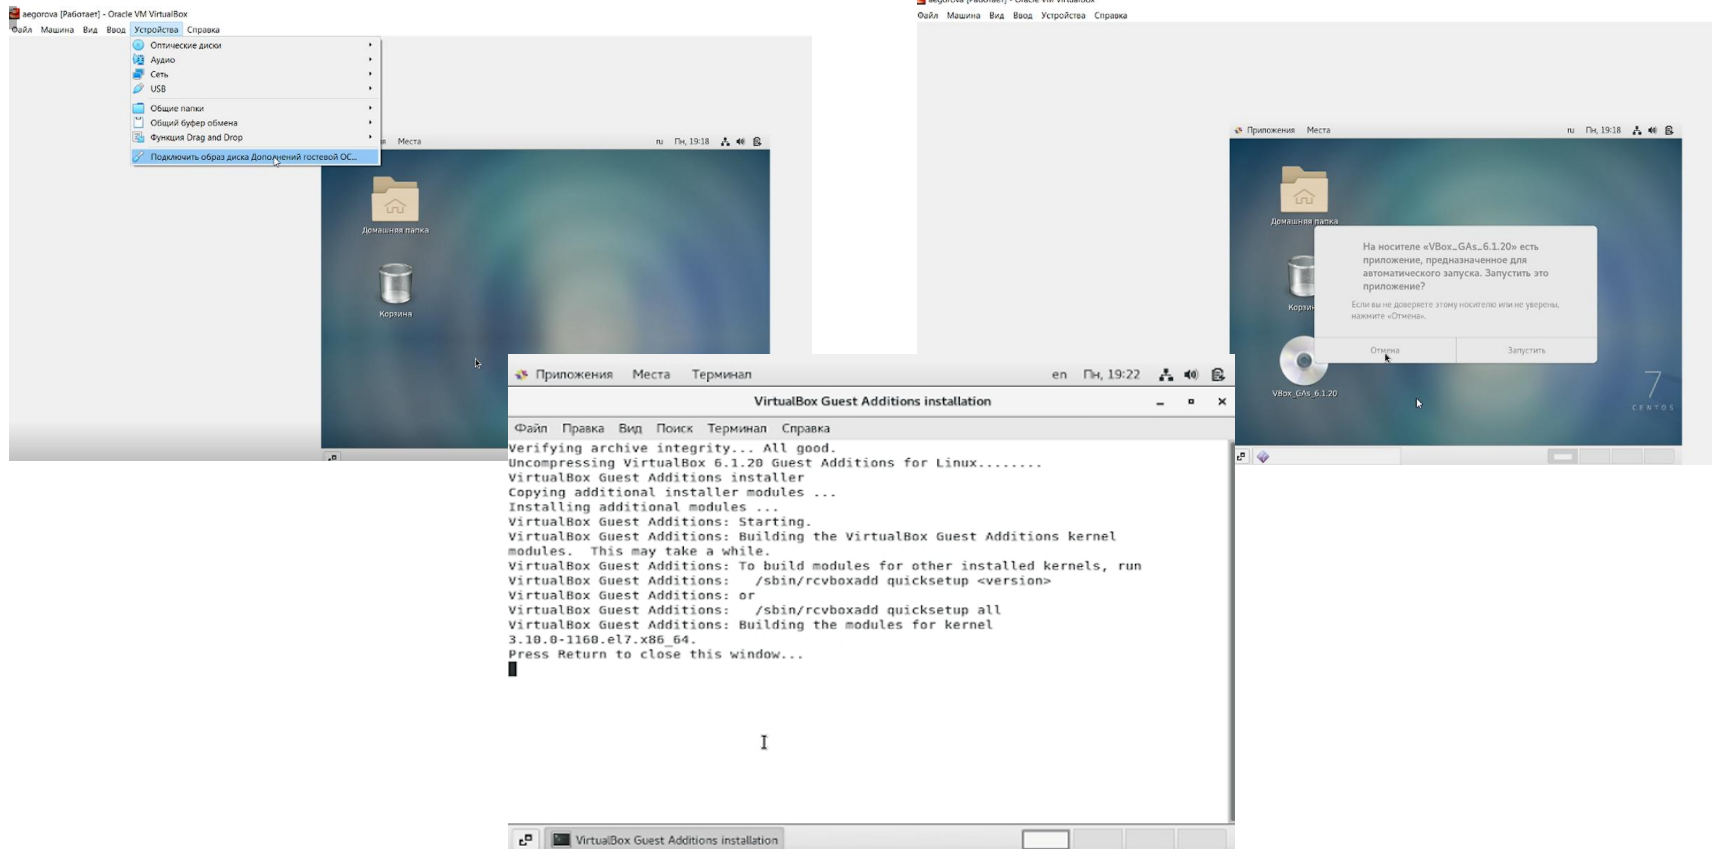 aegorova [Работает] - Oracle VM VirtualBox
Файл Машина Вид Ввод Устройства Справка
Оптические диски
Аудио
Сеть
USB
Общие папки
Общий буфер обмена
Функция Drag and Drop
Подключить образ диска Дополнений гостевой ОС...
Места
ru Пн, 19:18
Домашняя папка
Корзина
aegorova [Работает] - Oracle VM VirtualBox
Файл Машина Вид Ввод Устройства Справка
Приложения Места
ru Пн, 19:18
Домашняя папка
На носителе «VBox_GAs_6.1.20» есть
приложение, предназначенное для
автоматического запуска. Запустить это
приложение?
Если вы не доверяете этому носителю или не уверены,
нажмите «Отмена».
Отмена Запустить
VBox_GAs_6.1.20
7
CENTOS
Приложения Места Терминал
en Пн, 19:22
VirtualBox Guest Additions installation
Файл Правка Вид Поиск Терминал Справка
Verifying archive integrity... All good.
Uncompressing VirtualBox 6.1.20 Guest Additions for Linux........
VirtualBox Guest Additions installer
Copying additional installer modules ...
Installing additional modules ...
VirtualBox Guest Additions: Starting.
VirtualBox Guest Additions: Building the VirtualBox Guest Additions kernel
modules.  This may take a while.
VirtualBox Guest Additions: To build modules for other installed kernels, run
VirtualBox Guest Additions:   /sbin/rcvboxadd quicksetup <version>
VirtualBox Guest Additions: or
VirtualBox Guest Additions:   /sbin/rcvboxadd quicksetup all
VirtualBox Guest Additions: Building the modules for kernel
3.10.0-1160.el7.x86_64.
Press Return to close this window...
VirtualBox Guest Additions installation